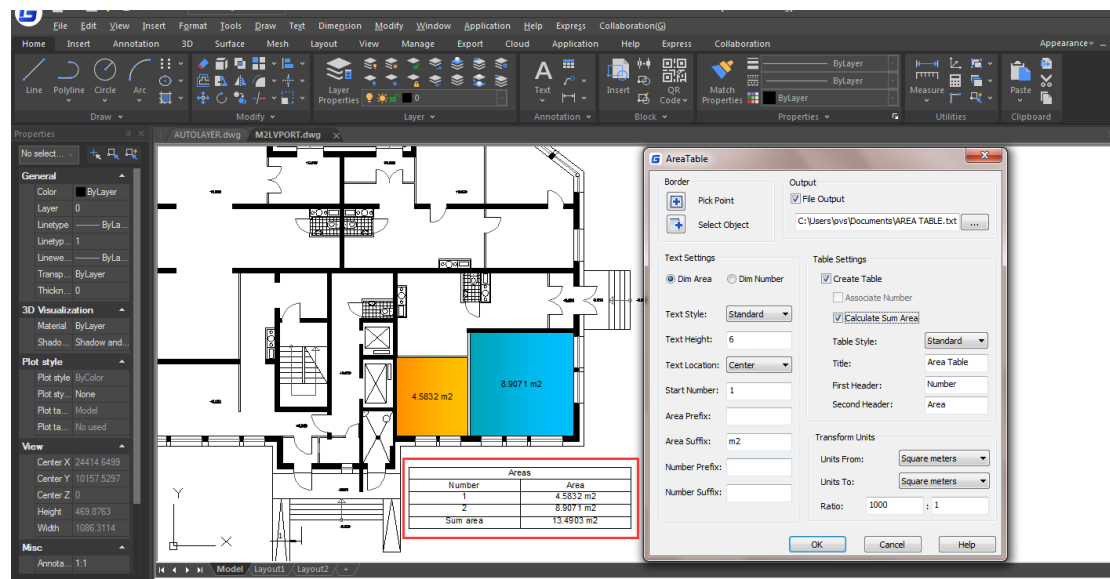 File Edit View Insert Format Tools Draw Text Dimension Modify Window Application Help Express Collaboration(G)
Home Insert Annotation 3D Surface Mesh Layout View Manage Export Cloud Application Help Express Collaboration Appearance
Line Polyline Circle Arc
Layer Properties 0
Text
Insert QR Code
Match Properties ByLayer ByLayer ByLayer
Measure
Paste
Draw Modify Layer Annotation Block Properties Utilities Clipboard
Properties
AUTOLAYER.dwg M2LVPORT.dwg
No select...
General
Color ByLayer
Layer 0
Linetype ByLa...
Linetyp... 1
Linewe... ByLa...
Transp... ByLayer
Thickn... 0
3D Visualization
Material ByLayer
Shado... Shadow and...
Plot style
Plot style ByColor
Plot sty... None
Plot ta... Model
Plot ta... No used
View
Center X 24414.6499
Center Y 10157.5297
Center Z 0
Height 469.8763
Width 1086.3114
Misc
Annota... 1:1
4.5832 m2
8.9071 m2
Areas
Number Area
1 4.5832 m2
2 8.9071 m2
Sum area 13.4903 m2
Y
X
1
Model Layout1 Layout2 +
AreaTable
Border
Pick Point
Select Object
Output
File Output
C:\Users\ovs\Documents\AREA TABLE.txt ...
Text Settings
Dim Area Dim Number
Text Style: Standard
Text Height: 6
Text Location: Center
Start Number: 1
Area Prefix:
Area Suffix: m2
Number Prefix:
Number Suffix:
Table Settings
Create Table
Associate Number
Calculate Sum Area
Table Style: Standard
Title: Area Table
First Header: Number
Second Header: Area
Transform Units
Units From: Square meters
Units To: Square meters
Ratio: 1000 : 1
OK Cancel Help